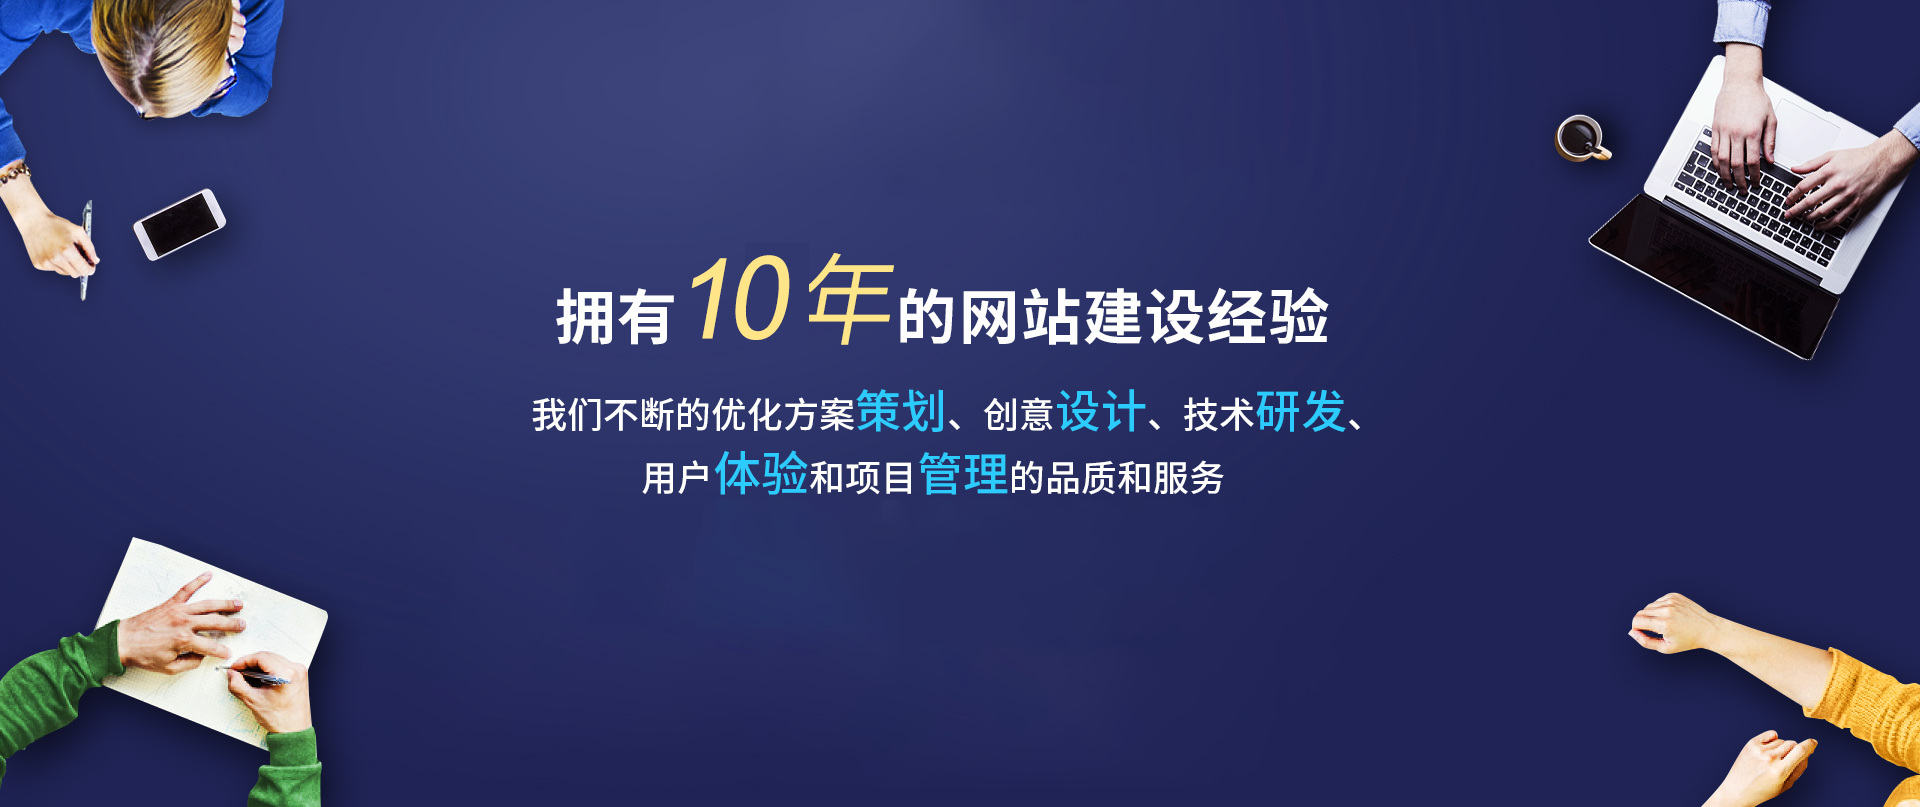 拥有10年的网站建设经验
我们不断的优化方案策划、创意设计、技术研发、
用户体验和项目管理的品质和服务